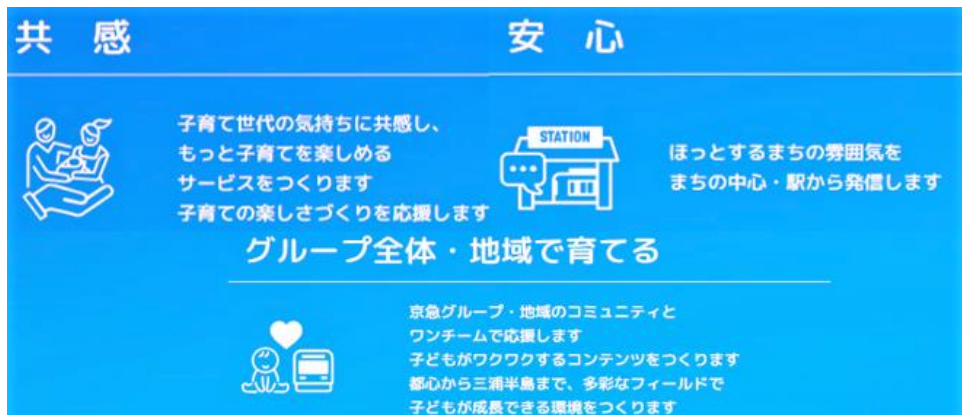 共 感
子育て世代の気持ちに共感し、
もっと子育てを楽しめる
サービスをつくります
子育ての楽しさづくりを応援します
安 心
STATION
ほっとするまちの雰囲気を
まちの中心・駅から発信します
グループ全体・地域で育てる
京急グループ・地域のコミュニティと
ワンチームで応援します
子どもがワクワクするコンテンツをつくります
都心から三浦半島まで、多彩なフィールドで
子どもが成長できる環境をつくります